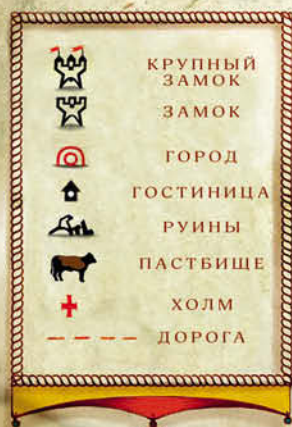 КРУПНЫЙ
ЗАМОК
ЗАМОК
ГОРОД
ГОСТИНИЦА
РУИНЫ
ПАСТБИЩЕ
ХОЛМ
ДОРОГА